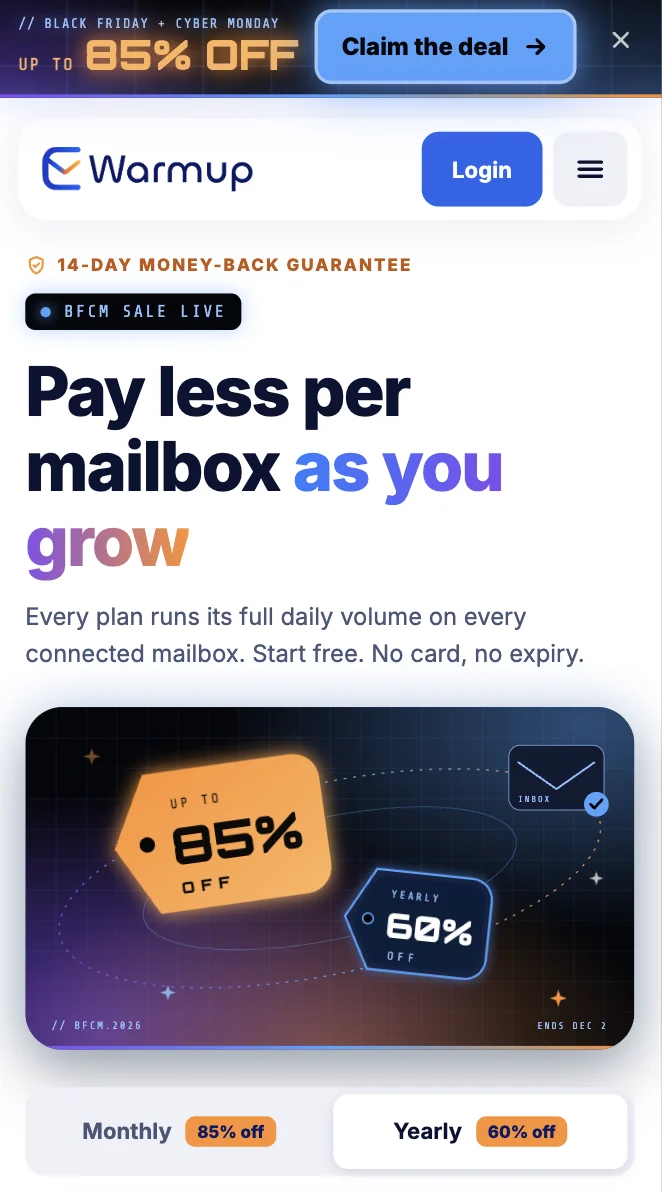 // BLACK FRIDAY + CYBER MONDAY
UP TO 85% OFF
Claim the deal →
Warmup
Login
14-DAY MONEY-BACK GUARANTEE
BFCM SALE LIVE
Pay less per
mailbox as you
grow
Every plan runs its full daily volume on every
connected mailbox. Start free. No card, no expiry.
UP TO
85%
OFF
INBOX
YEARLY
60%
OFF
// BFCM.2026
ENDS DEC 2
Monthly 85% off
Yearly 60% off